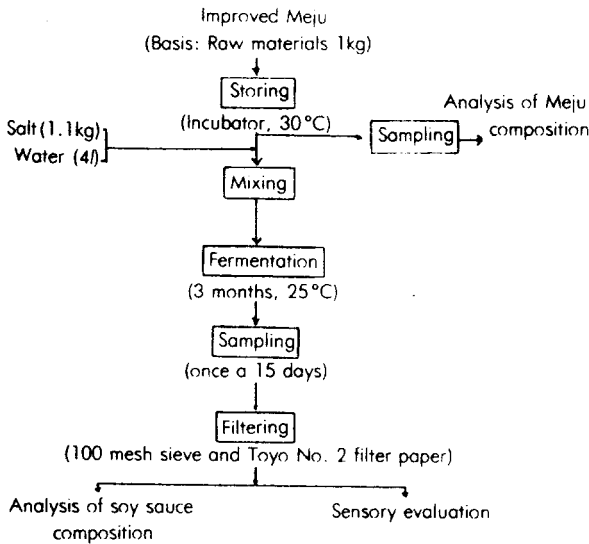 Improved Meju
(Basis: Raw materials 1kg)
Storing
(Incubator, 30°C)
Sampling
Analysis of Meju
composition
Salt (1.1kg)
Water (4l)
Mixing
Fermentation
(3 months, 25°C)
Sampling
(once a 15 days)
Filtering
(100 mesh sieve and Toyo No. 2 filter paper)
Analysis of soy sauce
composition
Sensory evaluation